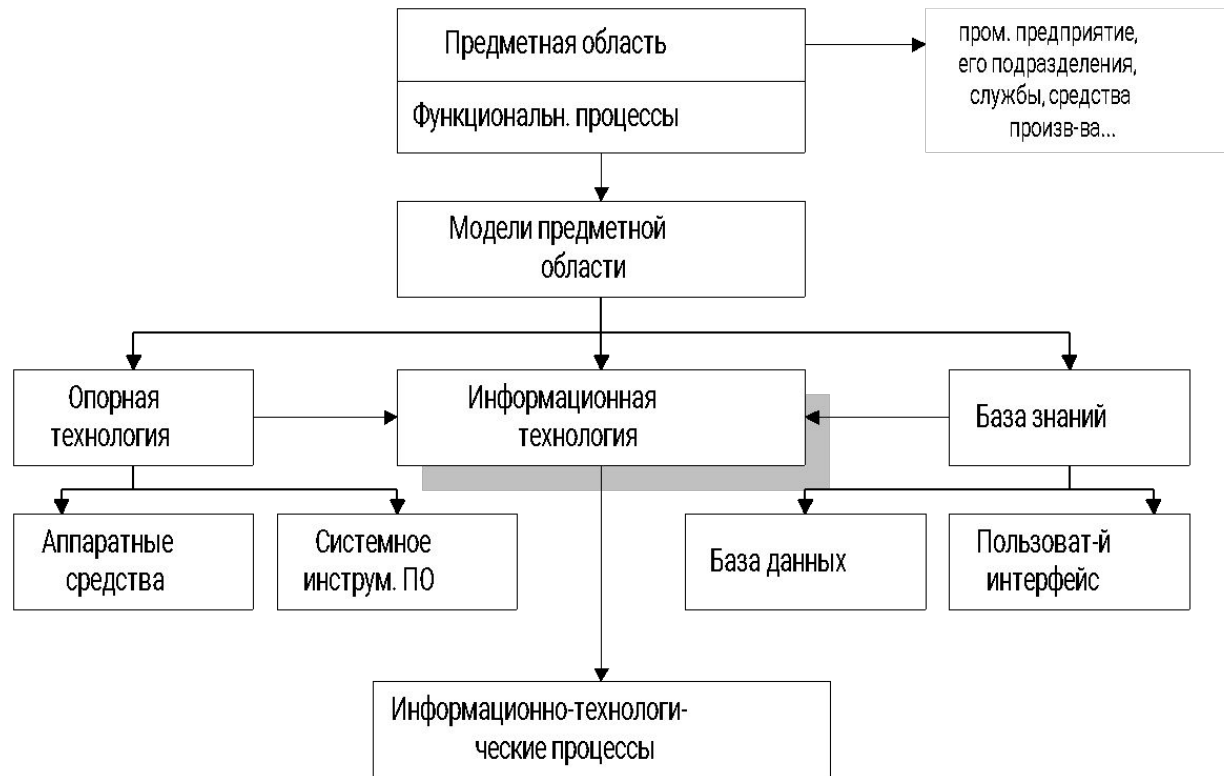 Предметная область
пром. предприятие,
его подразделения,
службы, средства
произв-ва...
Функциональн. процессы
Модели предметной
области
Опорная
технология
Информационная
технология
База знаний
Аппаратные
средства
Системное
инструм. ПО
База данных
Пользоват-й
интерфейс
Информационно-технологи-
ческие процессы